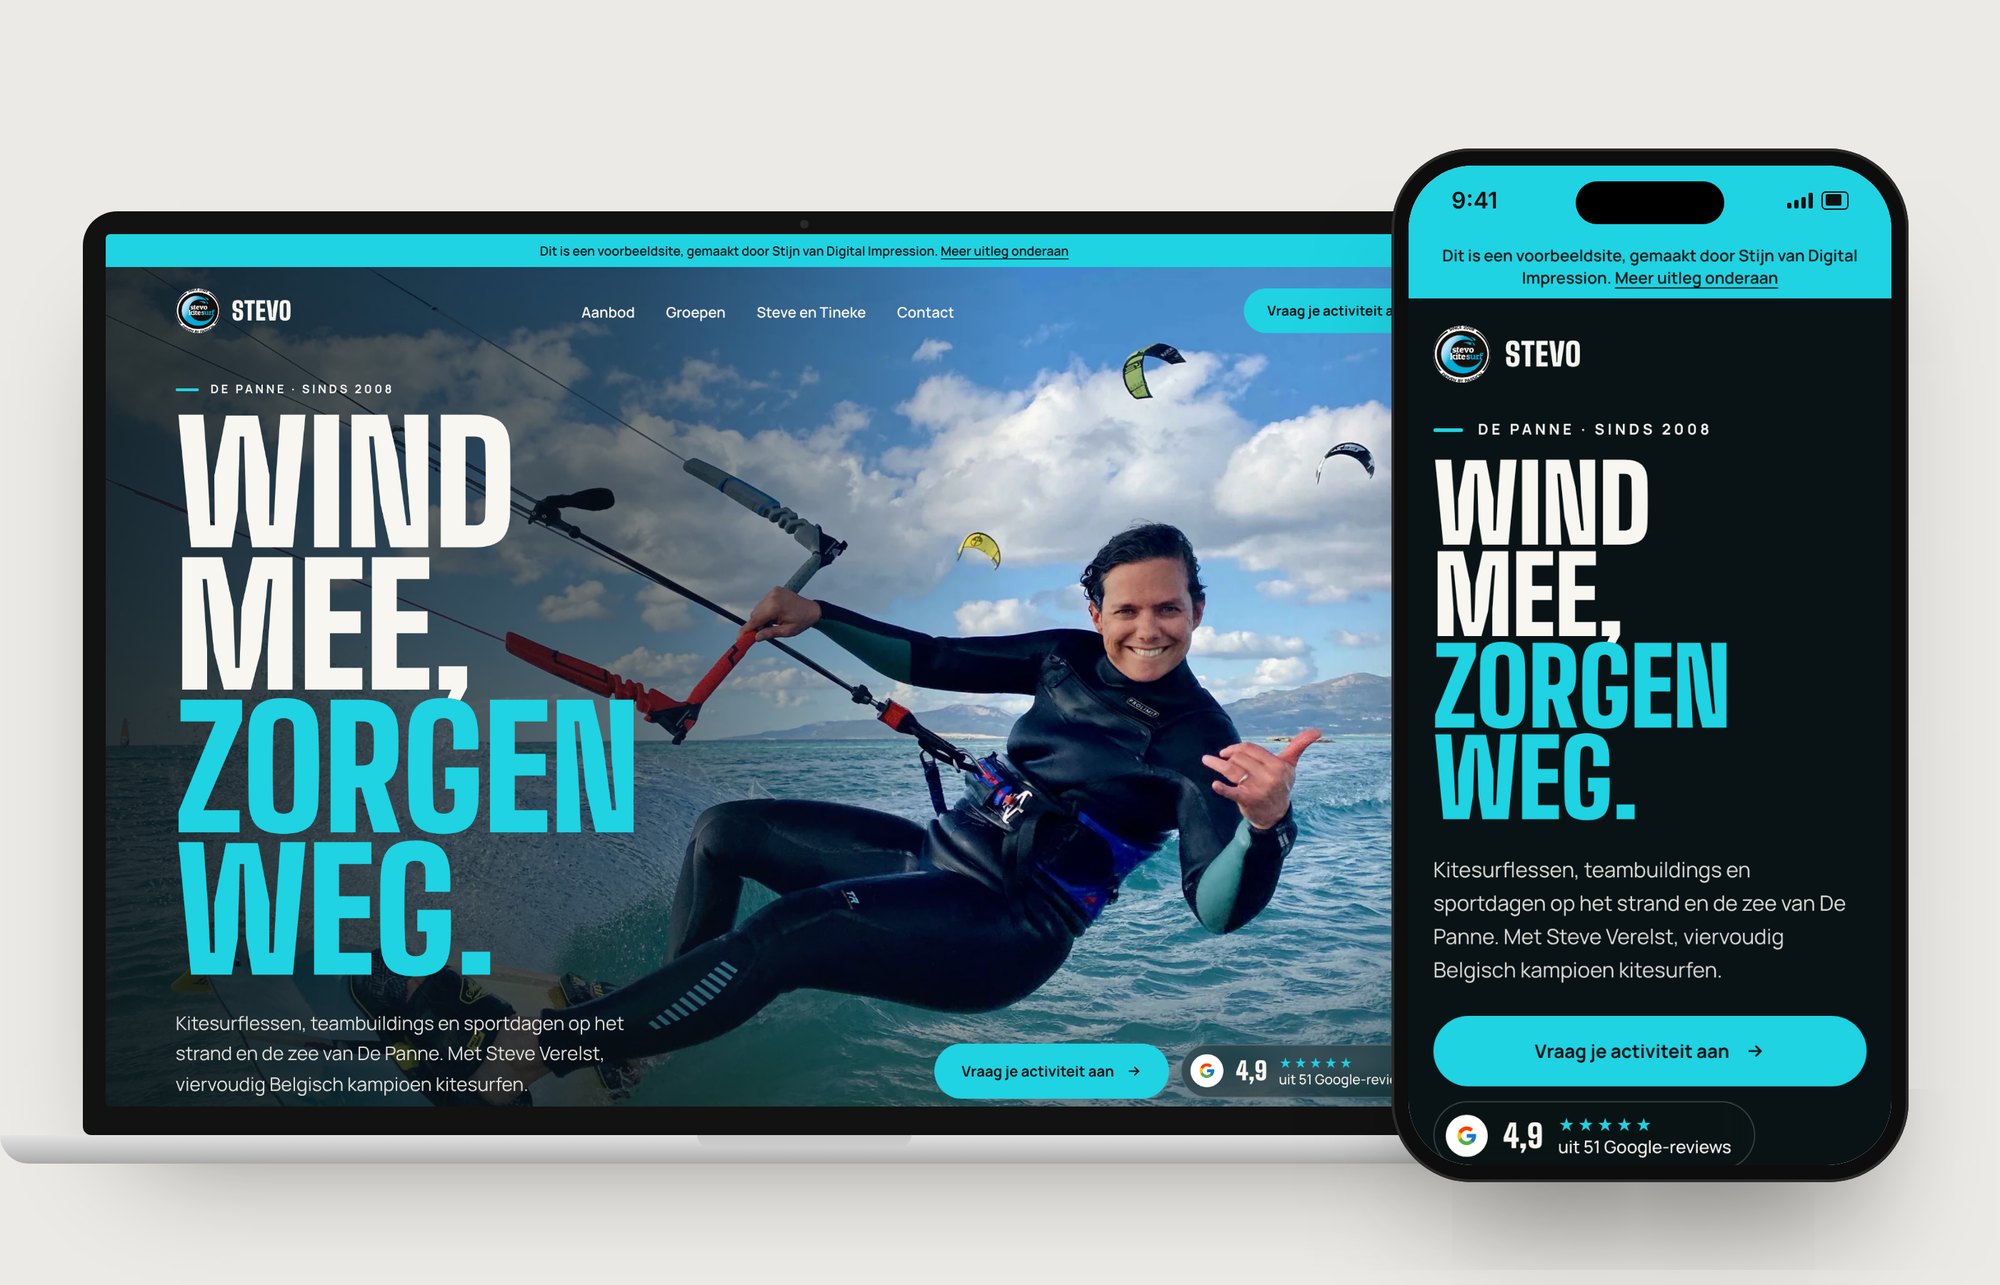 Dit is een voorbeeldsite, gemaakt door Stijn van Digital Impression. Meer uitleg onderaan
stevo
kitesurf
STEVO
Aanbod
Groepen
Steve en Tineke
Contact
Vraag je activiteit
DE PANNE · SINDS 2008
WIND
MEE,
ZORGEN
WEG.
Kitesurflessen, teambuildings en sportdagen op het
strand en de zee van De Panne. Met Steve Verelst,
viervoudig Belgisch kampioen kitesurfen.
PROLIMIT
Vraag je activiteit aan →
4,9
★★★★★
uit 51 Google-revi
9:41
Dit is een voorbeeldsite, gemaakt door Stijn van Digital
Impression. Meer uitleg onderaan
stevo
kitesurf
STEVO
DE PANNE · SINDS 2008
WIND
MEE,
ZORGEN
WEG.
Kitesurflessen, teambuildings en
sportdagen op het strand en de zee van De
Panne. Met Steve Verelst, viervoudig
Belgisch kampioen kitesurfen.
Vraag je activiteit aan →
4,9
★★★★★
uit 51 Google-reviews